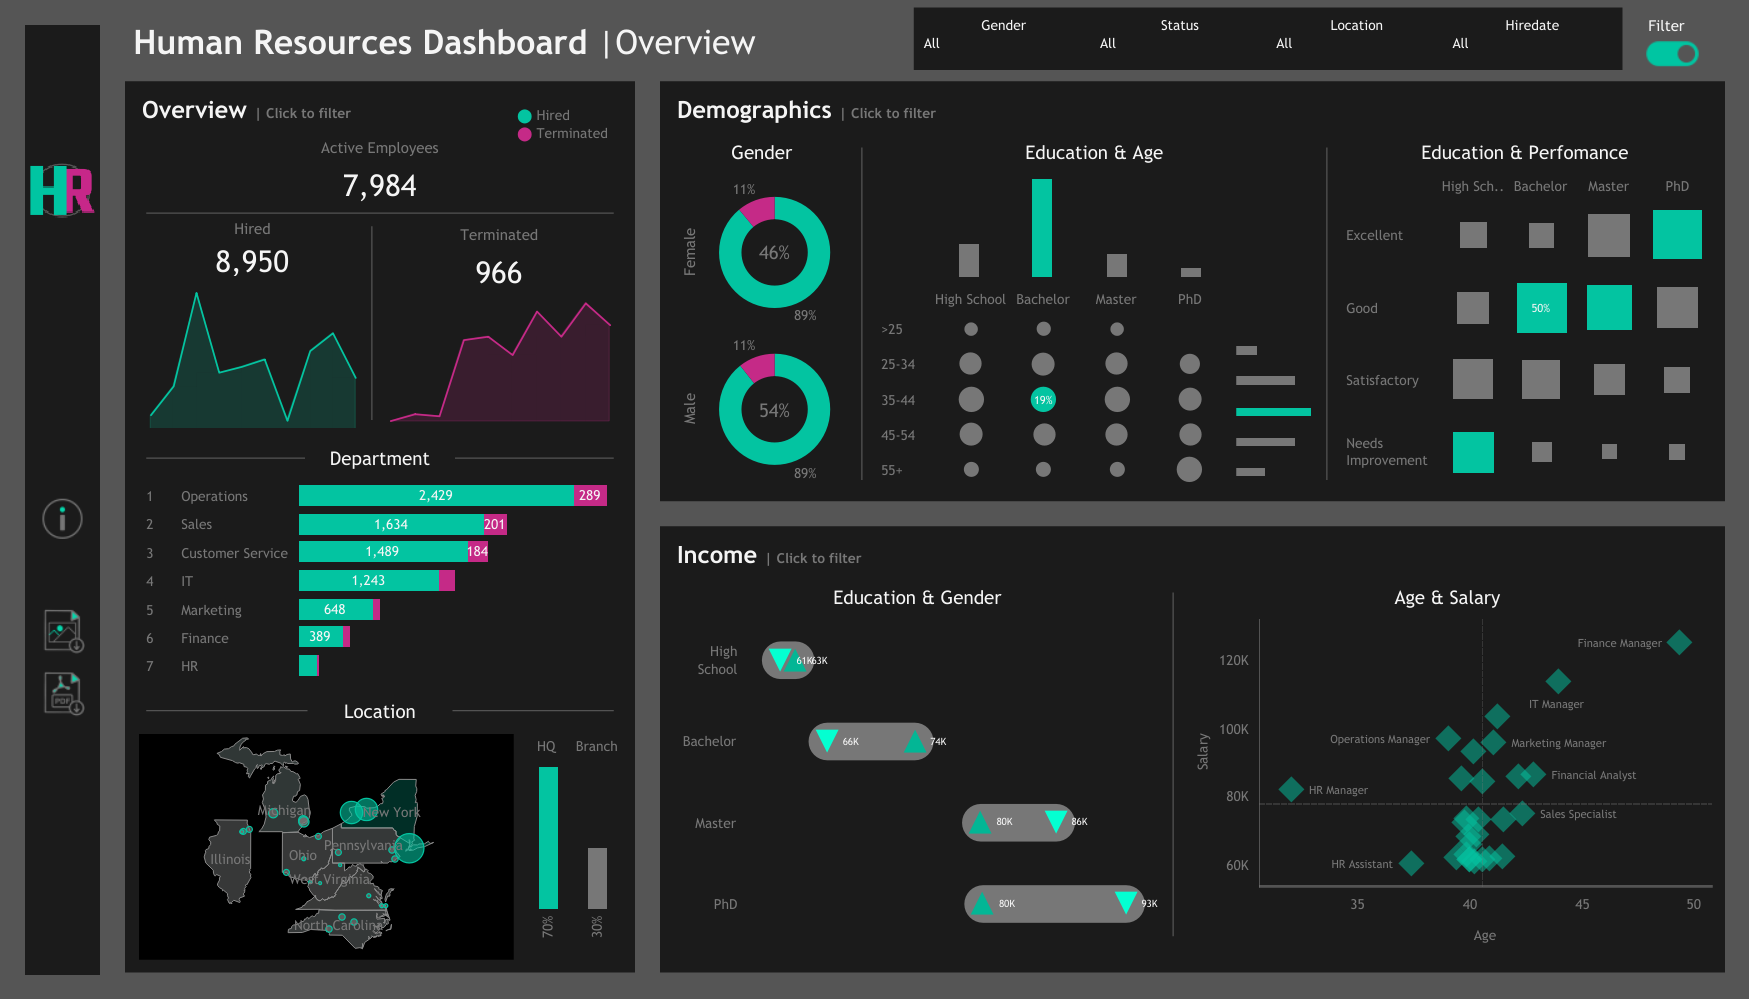 Human Resources Dashboard |Overview
Gender
All
Status
All
Location
All
Hiredate
All
Filter
HR
Overview | Click to filter
Hired
Terminated
Active Employees
7,984
Hired
8,950
Terminated
966
Department
1 Operations 2,429 289
2 Sales 1,634 201
3 Customer Service 1,489 184
4 IT 1,243
5 Marketing 648
6 Finance 389
7 HR
Location
Michigan
New York
Illinois
Ohio
Pennsylvania
West Virginia
North Carolina
HQ
Branch
70%
30%
PDF
Demographics | Click to filter
Gender
Female
11%
46%
89%
Male
11%
54%
89%
Education & Age
High School Bachelor Master PhD
>25
25-34
35-44 19%
45-54
55+
Education & Perfomance
High Sch.. Bachelor Master PhD
Excellent
Good 50%
Satisfactory
Needs
Improvement
Income | Click to filter
Education & Gender
High
School
61K 63K
Bachelor 66K 74K
Master 80K 86K
PhD 80K 93K
Age & Salary
Salary
120K
100K
80K
60K
Finance Manager
IT Manager
Operations Manager
Marketing Manager
Financial Analyst
HR Manager
Sales Specialist
HR Assistant
35 40 45 50
Age